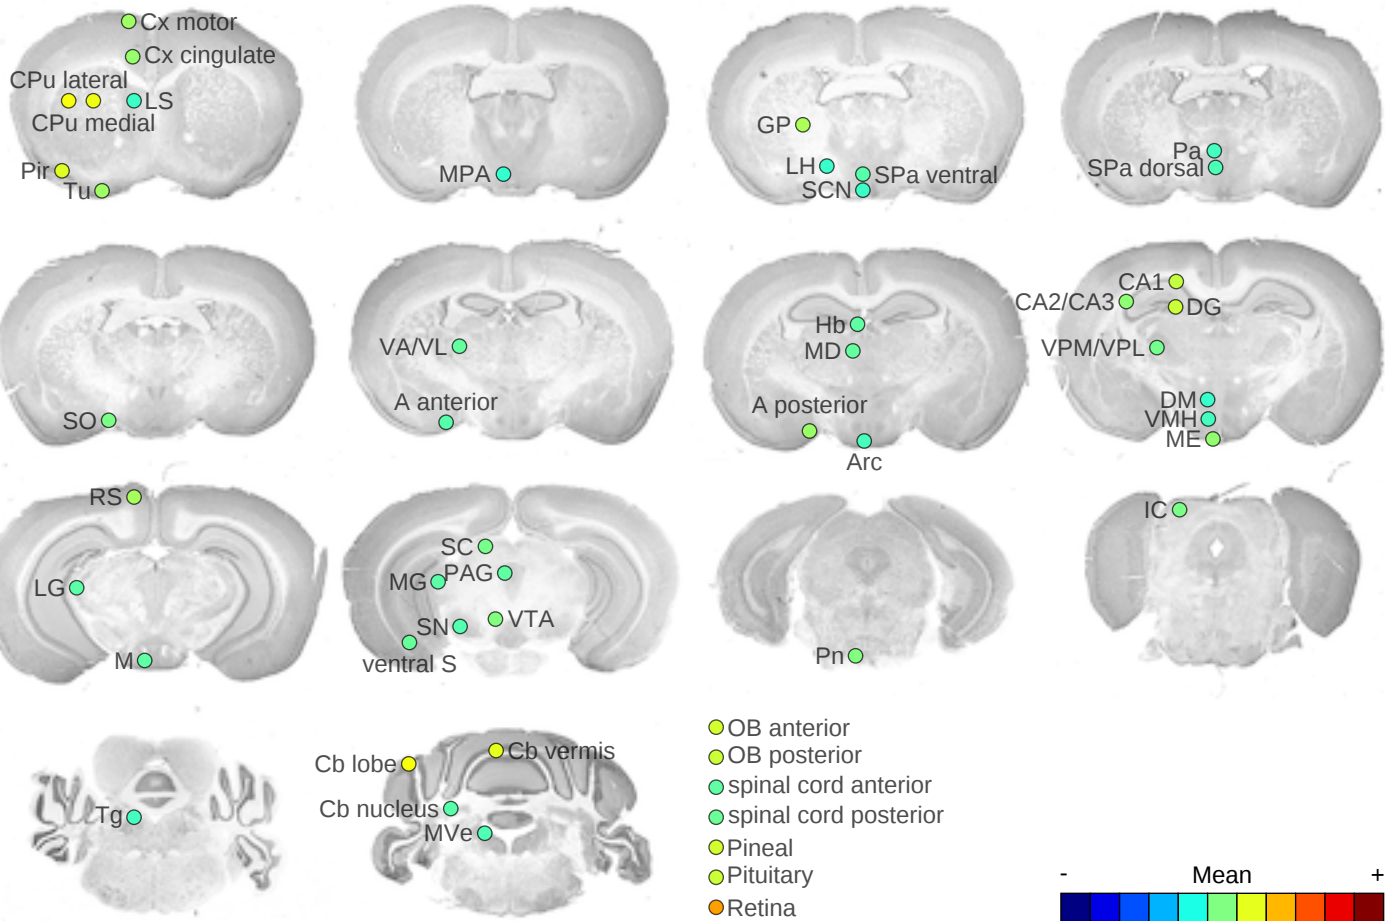 Cx motor
Cx cingulate
CPu lateral
LS
CPu medial
Pir
Tu
MPA
GP
LH
SPa ventral
SCN
Pa
SPa dorsal
SO
VA/VL
A anterior
Hb
MD
A posterior
Arc
CA1
CA2/CA3
DG
VPM/VPL
DM
VMH
ME
RS
LG
M
SC
MG
PAG
SN
VTA
ventral S
Pn
IC
Tg
Cb lobe
Cb vermis
Cb nucleus
MVe
OB anterior
OB posterior
spinal cord anterior
spinal cord posterior
Pineal
Pituitary
Retina
- Mean +